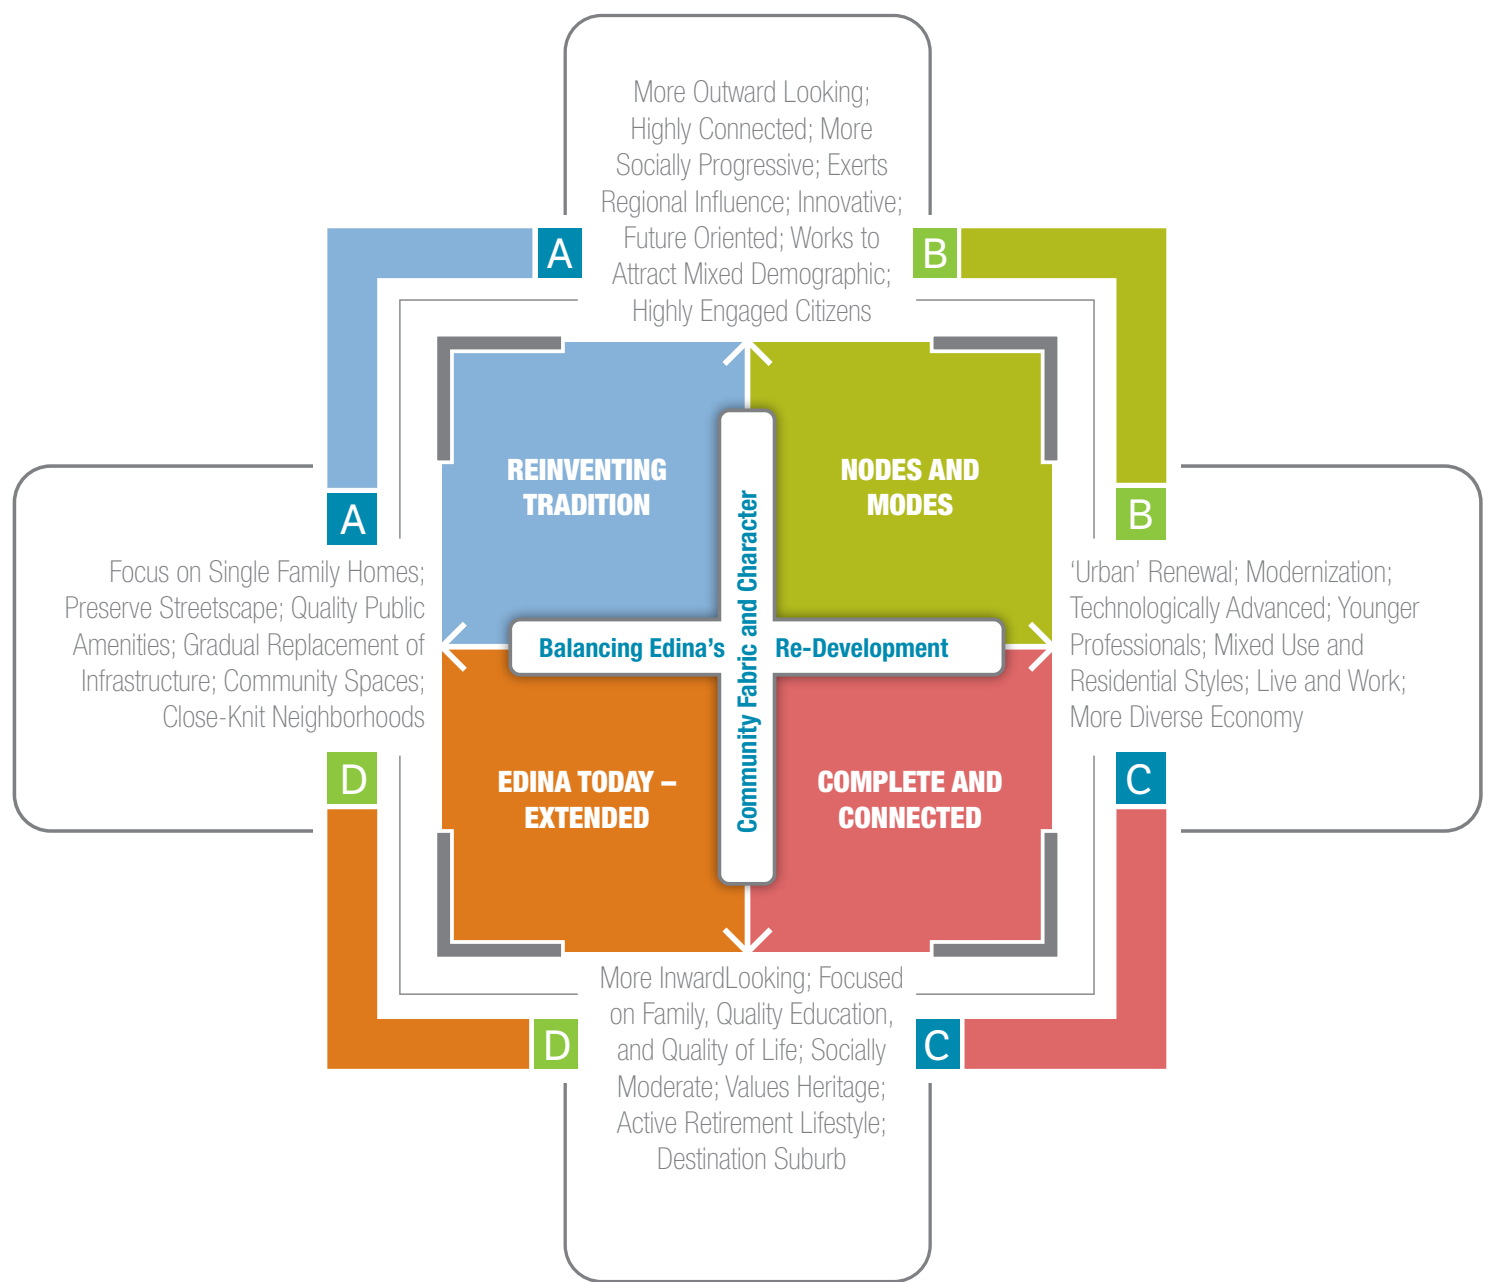 More Outward Looking;
Highly Connected; More
Socially Progressive; Exerts
Regional Influence; Innovative;
Future Oriented; Works to
Attract Mixed Demographic;
Highly Engaged Citizens
A
B
A
B
REINVENTING
TRADITION
NODES AND
MODES
Focus on Single Family Homes;
Preserve Streetscape; Quality Public
Amenities; Gradual Replacement of
Infrastructure; Community Spaces;
Close-Knit Neighborhoods
Balancing Edina's Re-Development
Community Fabric and Character
'Urban' Renewal; Modernization;
Technologically Advanced; Younger
Professionals; Mixed Use and
Residential Styles; Live and Work;
More Diverse Economy
D
C
EDINA TODAY –
EXTENDED
COMPLETE AND
CONNECTED
D
C
More InwardLooking; Focused
on Family, Quality Education,
and Quality of Life; Socially
Moderate; Values Heritage;
Active Retirement Lifestyle;
Destination Suburb